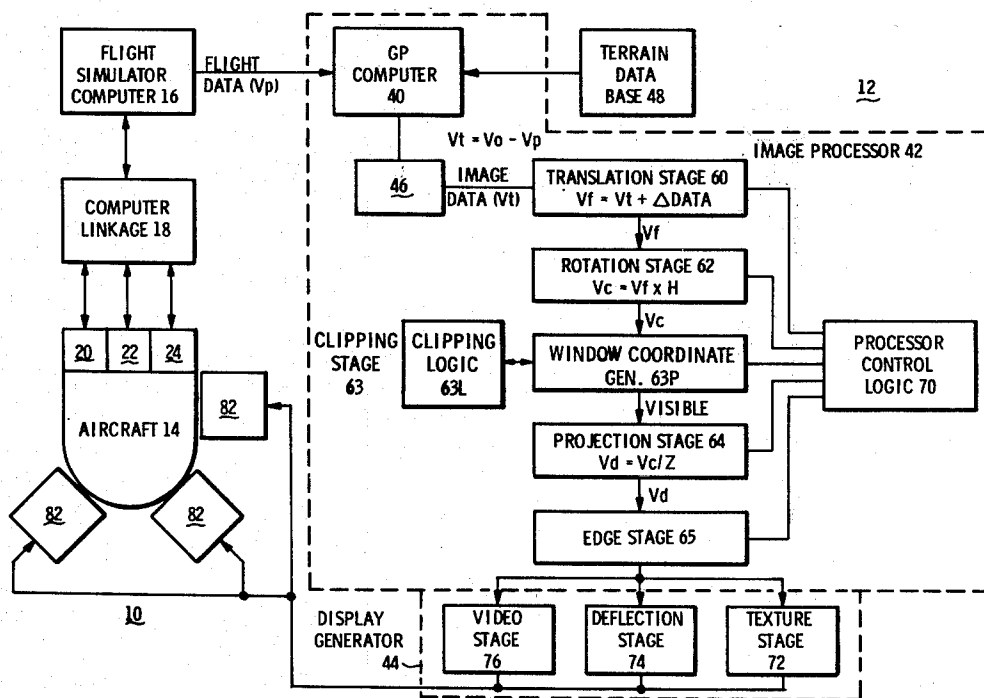 FLIGHT
SIMULATOR
COMPUTER 16
FLIGHT
DATA (Vp)
GP
COMPUTER
40
TERRAIN
DATA
BASE 48
12
Vt = Vo - Vp
IMAGE PROCESSOR 42
46
IMAGE
DATA (Vt)
TRANSLATION STAGE 60
Vf = Vt + △DATA
COMPUTER
LINKAGE 18
Vf
ROTATION STAGE 62
Vc = Vf x H
Vc
20
22
24
CLIPPING
STAGE
63
CLIPPING
LOGIC
63L
WINDOW COORDINATE
GEN. 63P
PROCESSOR
CONTROL
LOGIC 70
82
AIRCRAFT 14
VISIBLE
PROJECTION STAGE 64
Vd = Vc/Z
Vd
82
82
EDGE STAGE 65
10
DISPLAY
GENERATOR
44
VIDEO
STAGE
76
DEFLECTION
STAGE
74
TEXTURE
STAGE
72